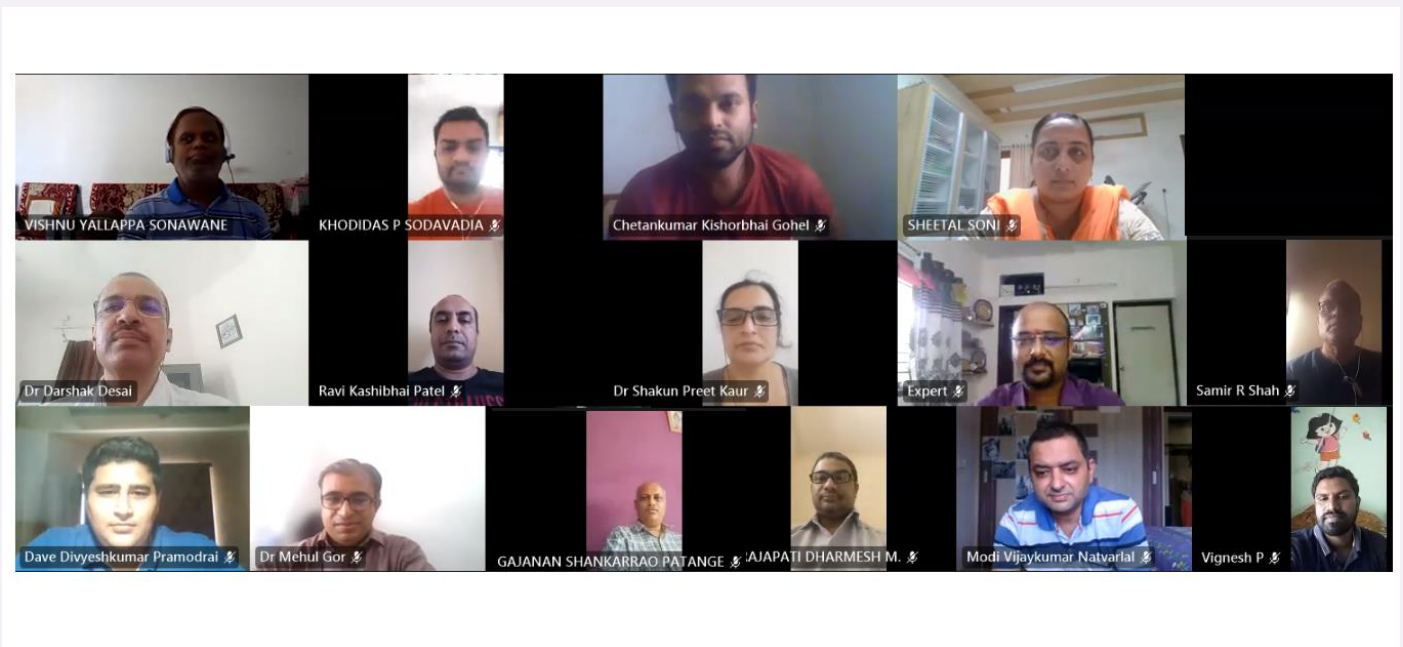 VISHNU YALLAPPA SONAWANE
KHODIDAS P SODAVADIA
Chetankumar Kishorbhai Gohel
SHEETAL SONI
Dr Darshak Desai
Ravi Kashibhai Patel
Dr Shakun Preet Kaur
Expert
Samir R Shah
Dave Divyeshkumar Pramodrai
Dr Mehul Gor
GAJANAN SHANKARRAO PATANGE
AJAPATI DHARMESH M.
Modi Vijaykumar Natvarlal
Vignesh P